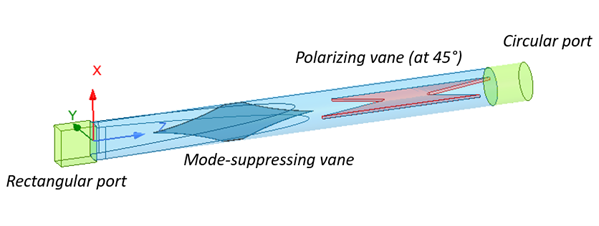 Circular port
Polarizing vane (at 45°)
X
Y
Z
Mode-suppressing vane
Rectangular port